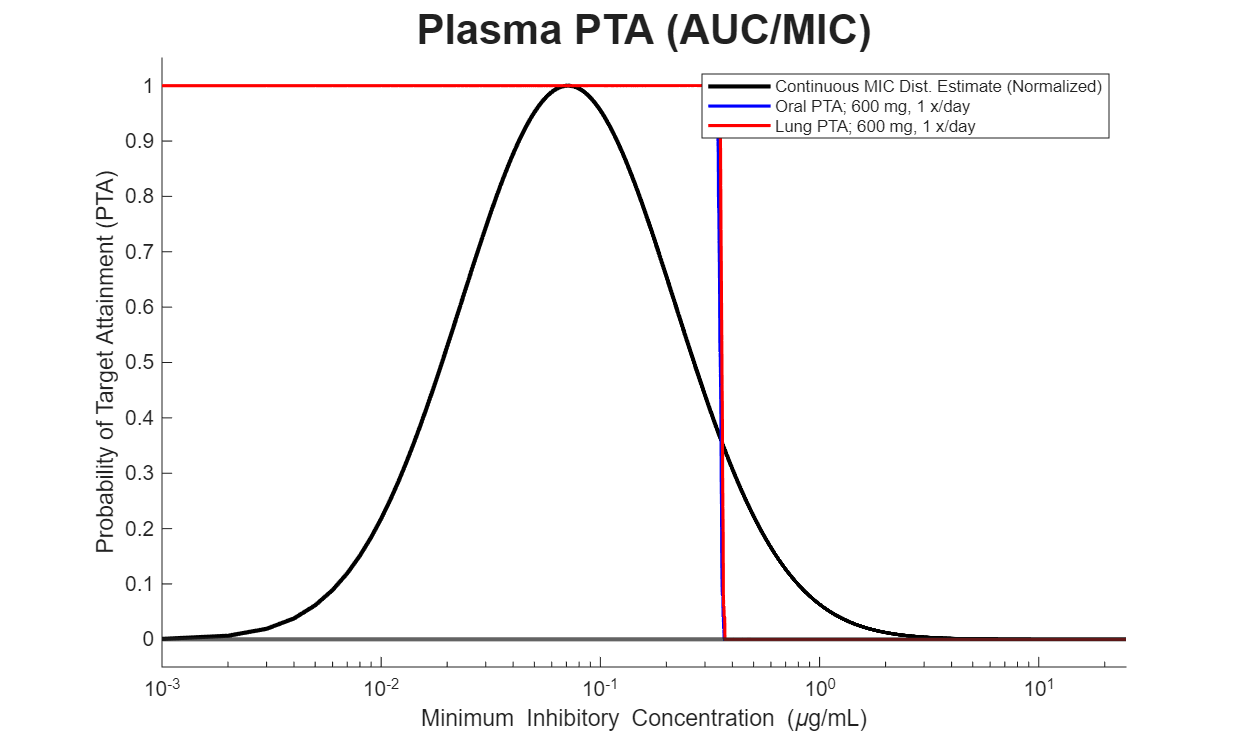 Plasma PTA (AUC/MIC)
Continuous MIC Dist. Estimate (Normalized)
Oral PTA; 600 mg, 1 x/day
Lung PTA; 600 mg, 1 x/day
Probability of Target Attainment (PTA)
1
0.9
0.8
0.7
0.6
0.5
0.4
0.3
0.2
0.1
0
10^-3 10^-2 10^-1 10^0 10^1
Minimum Inhibitory Concentration (µg/mL)